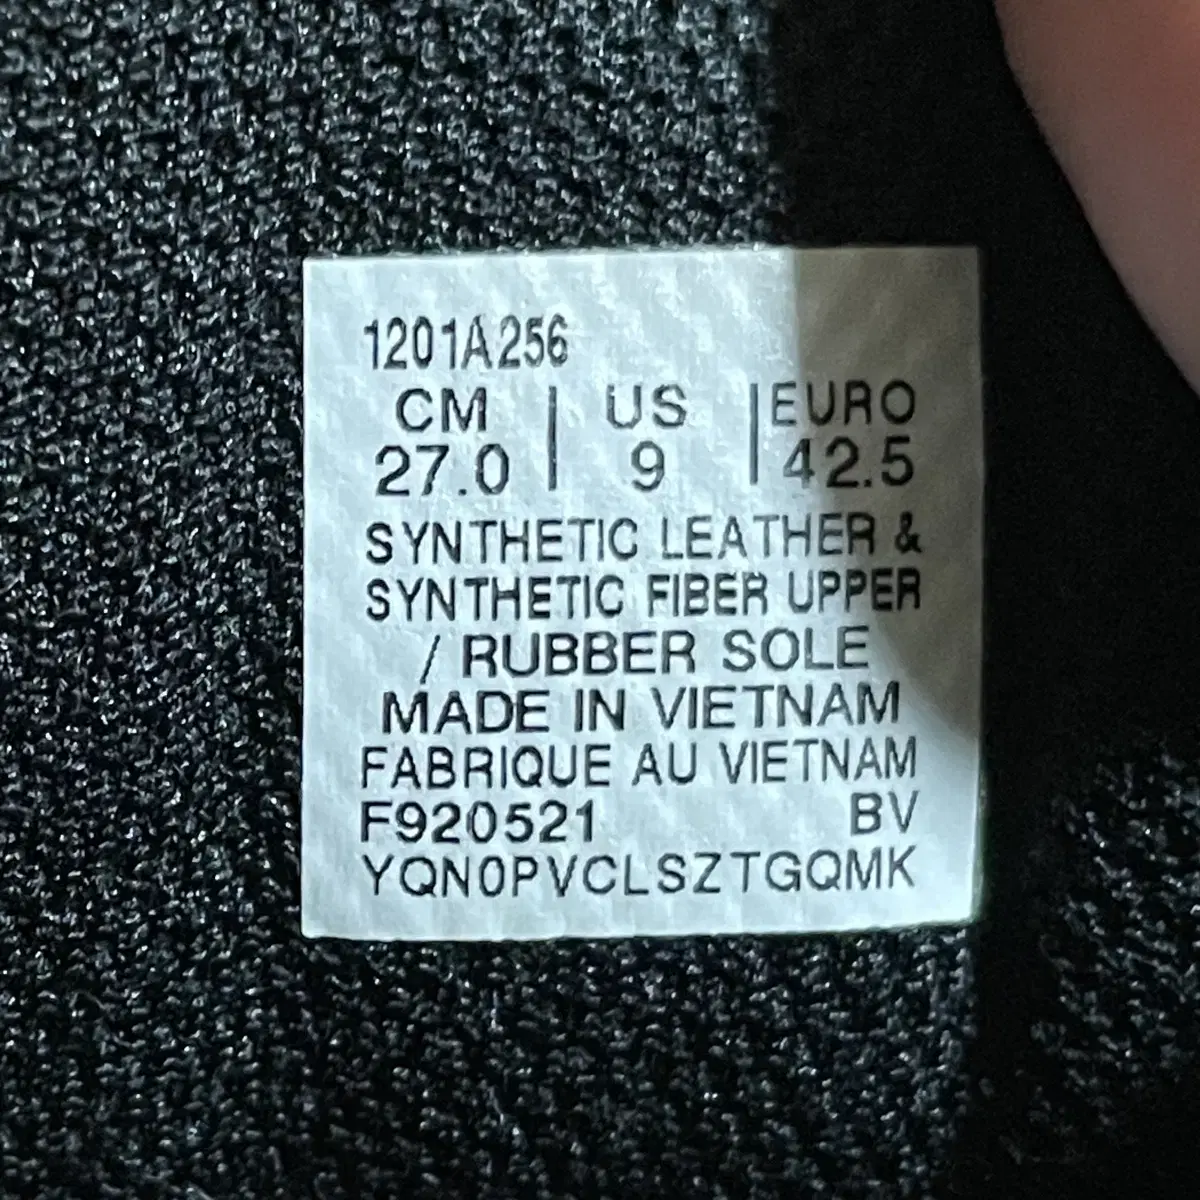 1201A256
CM | US | EURO
27.0 | 9 | 42.5
SYNTHETIC LEATHER &
SYNTHETIC FIBER UPPER
/ RUBBER SOLE
MADE IN VIETNAM
FABRIQUE AU VIETNAM
F920521 BV
YQN0PVCLSZTGQMK